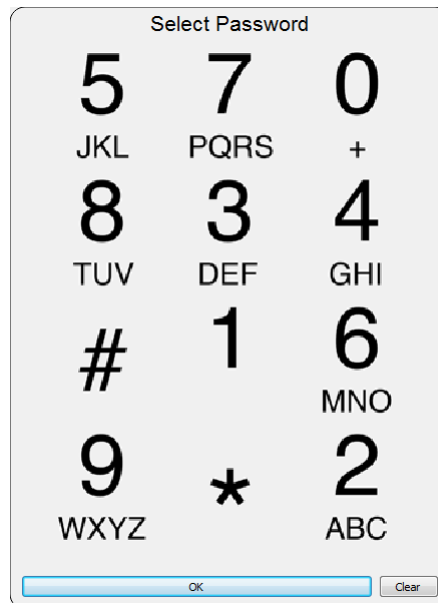 Select Password
5 7 0
JKL PQRS +
8 3 4
TUV DEF GHI
# 1 6
MNO
9 * 2
WXYZ ABC
OK Clear